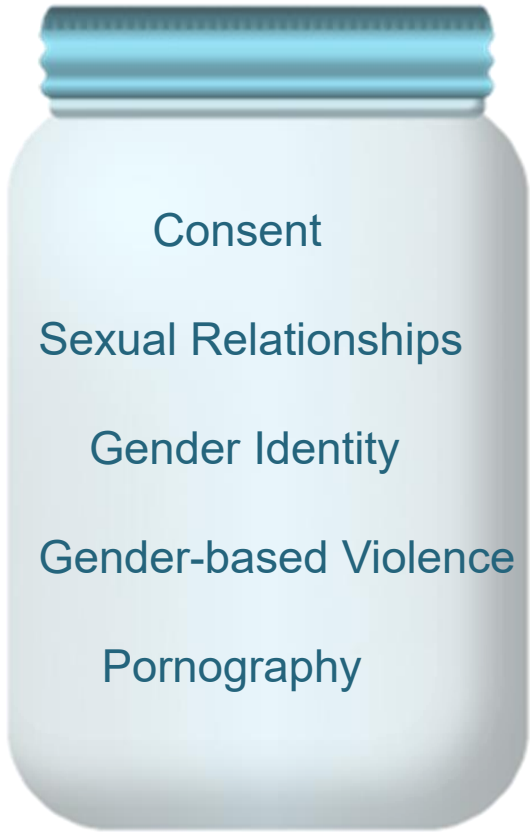 Consent
Sexual Relationships
Gender Identity
Gender-based Violence
Pornography